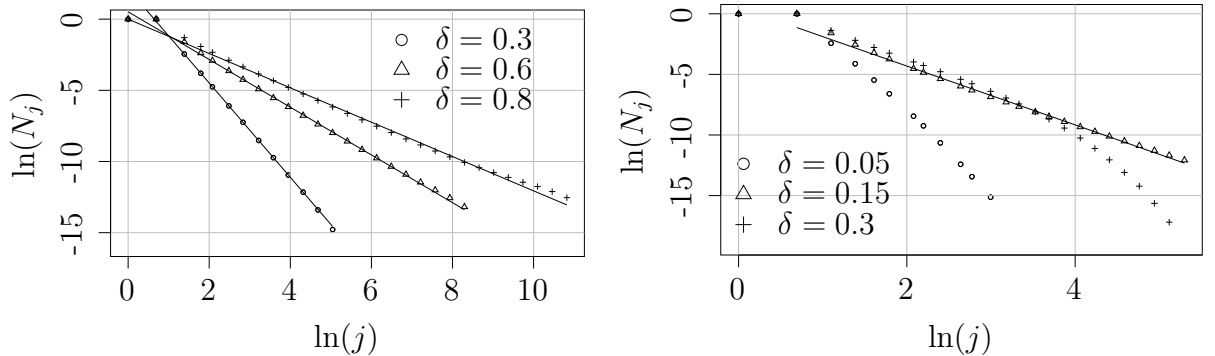 ln(N_j)
0
-5
-10
-15
δ = 0.3
δ = 0.6
δ = 0.8
0 2 4 6 8 10
ln(j)
ln(N_j)
0
-5
-10
-15
δ = 0.05
δ = 0.15
δ = 0.3
0 2 4
ln(j)